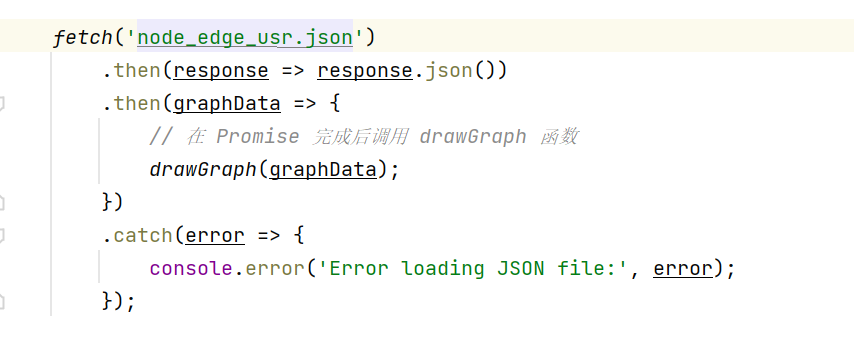 fetch('node_edge_usr.json')
.then(response => response.json())
.then(graphData => {
// 在 Promise 完成后调用 drawGraph 函数
drawGraph(graphData);
})
.catch(error => {
console.error('Error loading JSON file:', error);
});